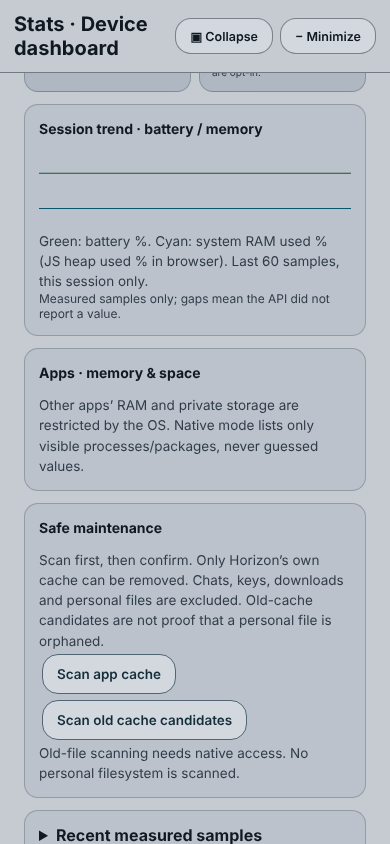 Stats · Device
dashboard
▣ Collapse
− Minimize
are opt-in.
Session trend · battery / memory
Green: battery %. Cyan: system RAM used %
(JS heap used % in browser). Last 60 samples,
this session only.
Measured samples only; gaps mean the API did not
report a value.
Apps · memory & space
Other apps’ RAM and private storage are
restricted by the OS. Native mode lists only
visible processes/packages, never guessed
values.
Safe maintenance
Scan first, then confirm. Only Horizon’s own
cache can be removed. Chats, keys, downloads
and personal files are excluded. Old-cache
candidates are not proof that a personal file is
orphaned.
Scan app cache
Scan old cache candidates
Old-file scanning needs native access. No
personal filesystem is scanned.
▶ Recent measured samples